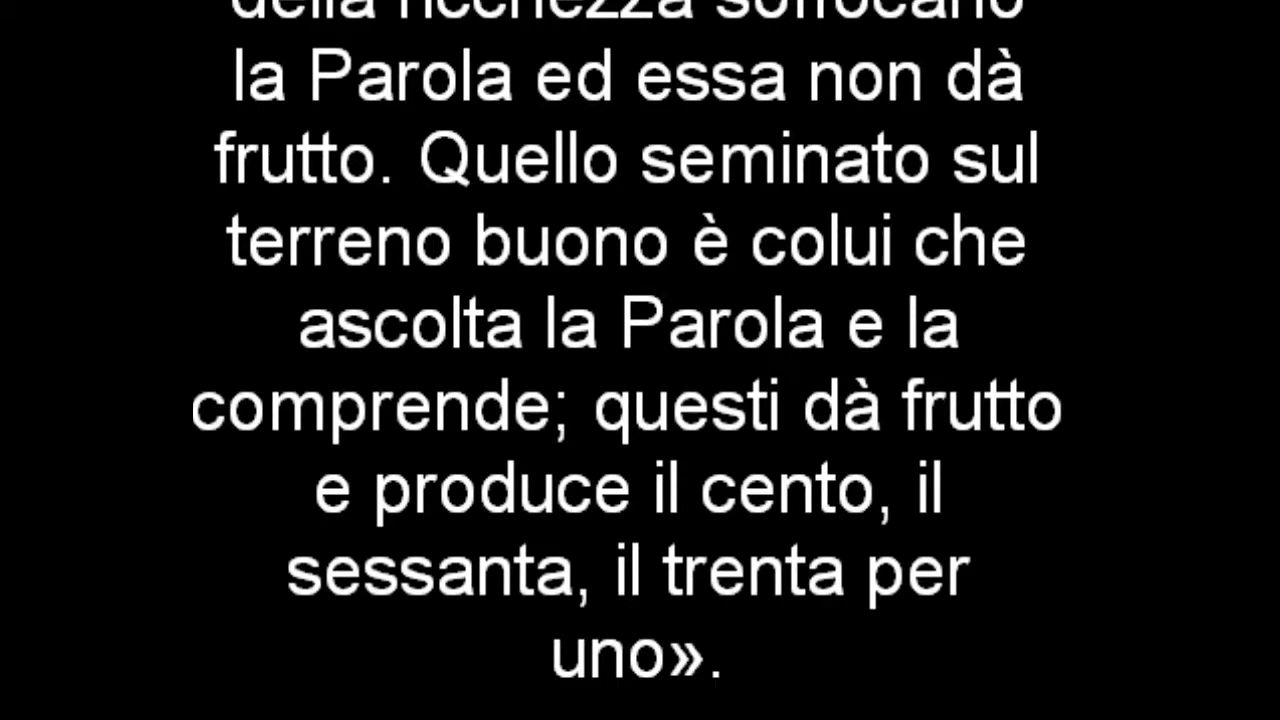 della ricchezza soffocano
la Parola ed essa non dà
frutto. Quello seminato sul
terreno buono è colui che
ascolta la Parola e la
comprende; questi dà frutto
e produce il cento, il
sessanta, il trenta per
uno».